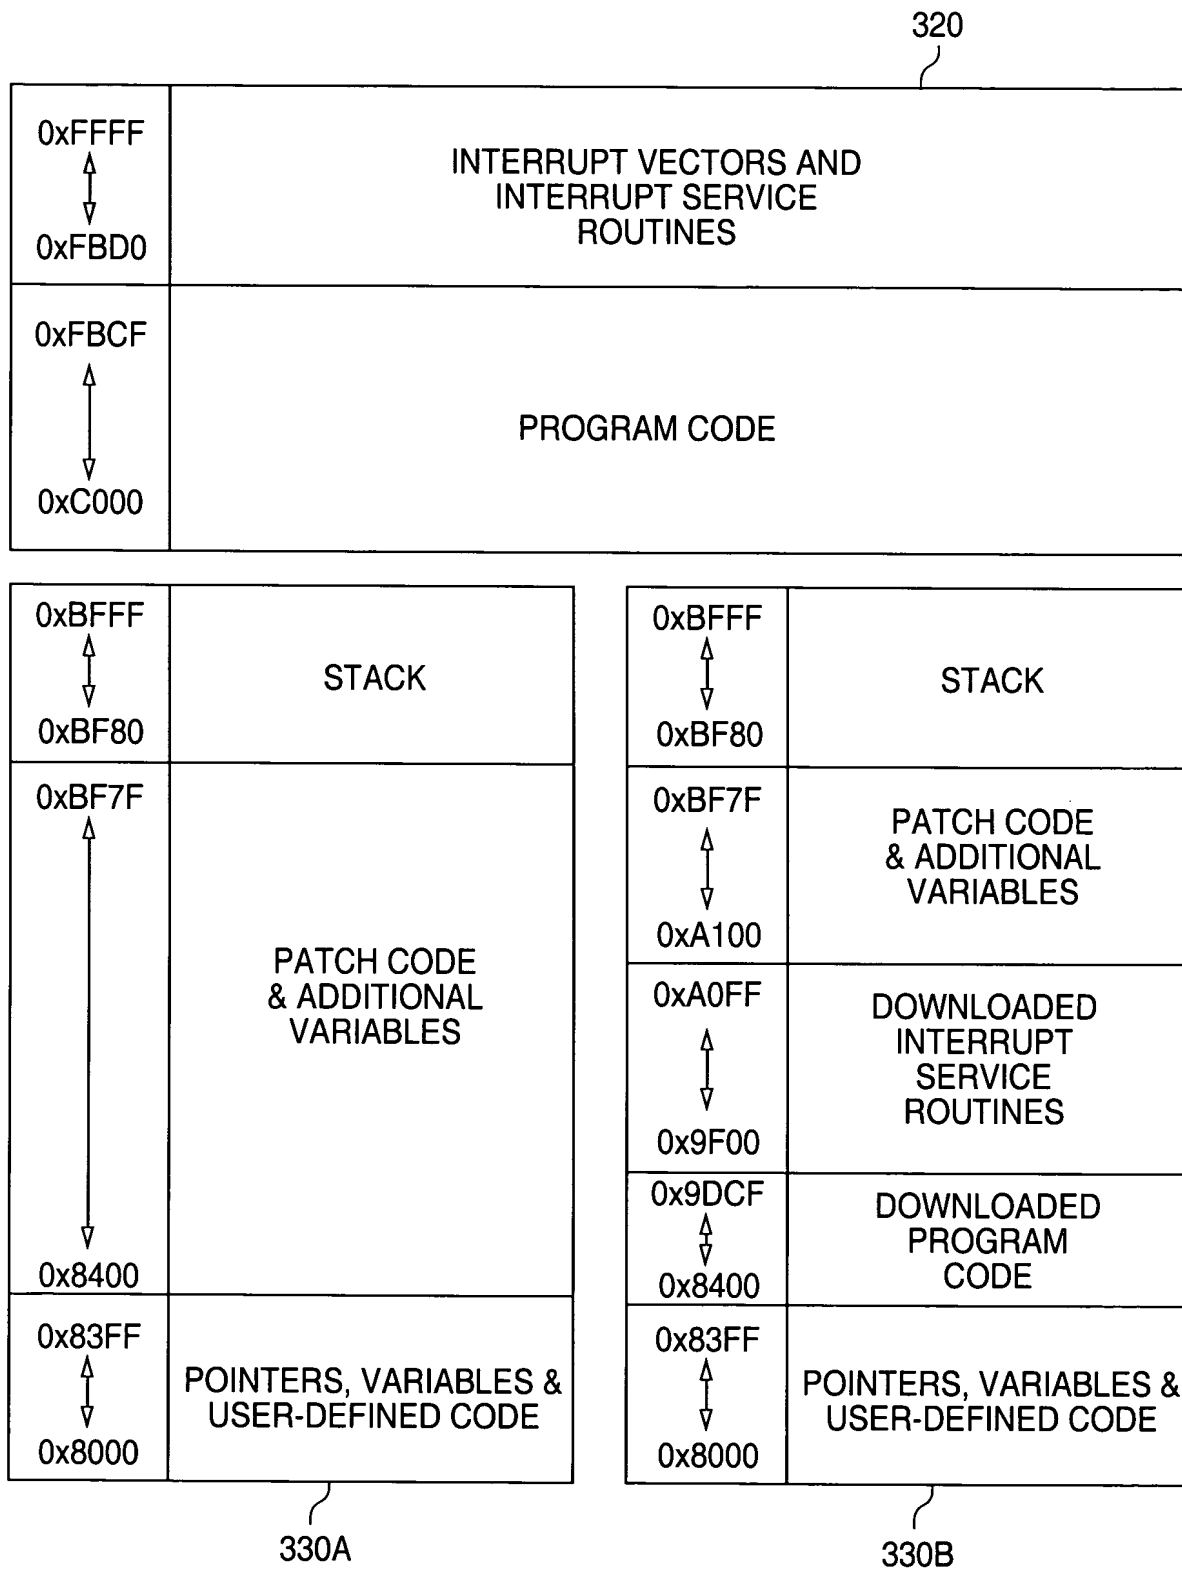 320
0xFFFF
0xFBD0
INTERRUPT VECTORS AND
INTERRUPT SERVICE
ROUTINES
0xFBCF
0xC000
PROGRAM CODE
0xBFFF
0xBF80
STACK
0xBF7F
0x8400
PATCH CODE
& ADDITIONAL
VARIABLES
0x83FF
0x8000
POINTERS, VARIABLES &
USER-DEFINED CODE
330A
0xBFFF
0xBF80
STACK
0xBF7F
0xA100
PATCH CODE
& ADDITIONAL
VARIABLES
0xA0FF
0x9F00
DOWNLOADED
INTERRUPT
SERVICE
ROUTINES
0x9DCF
0x8400
DOWNLOADED
PROGRAM
CODE
0x83FF
0x8000
POINTERS, VARIABLES &
USER-DEFINED CODE
330B